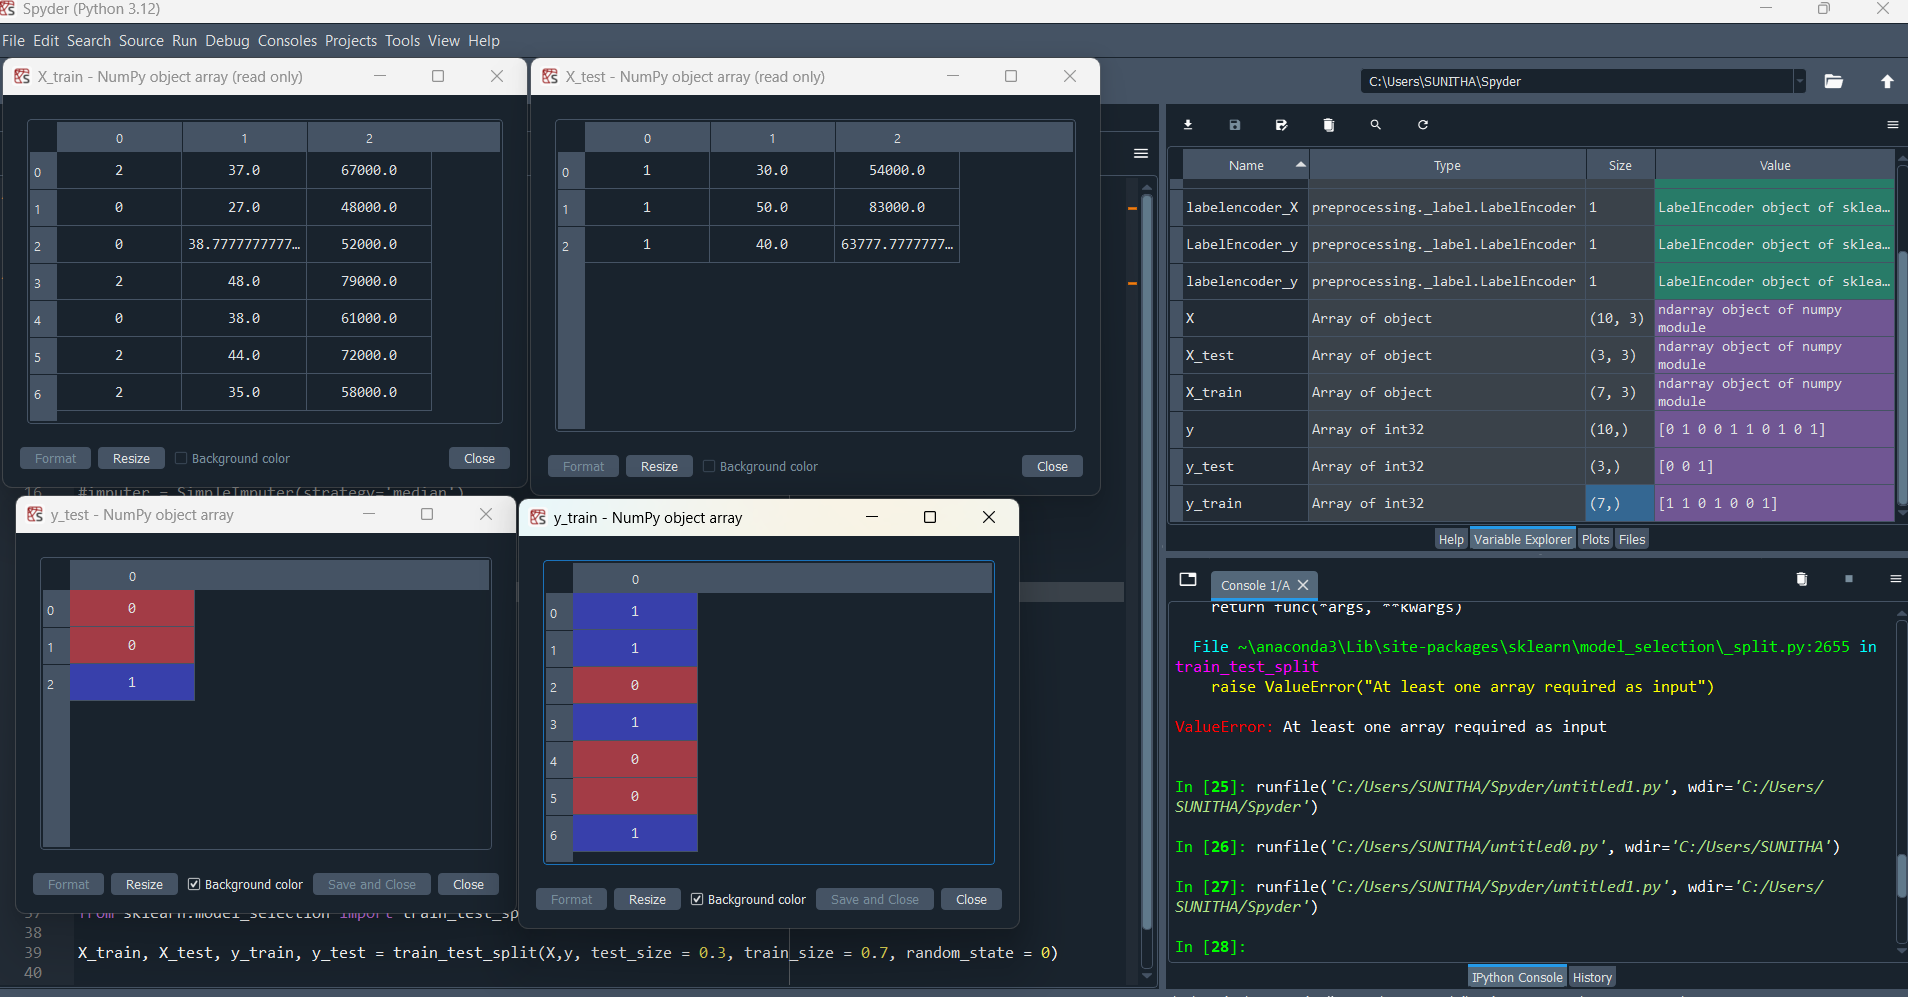 Spyder (Python 3.12)
File Edit Search Source Run Debug Consoles Projects Tools View Help
C:\Users\SUNITHA\Spyder
X_train - NumPy object array (read only)
0 1 2
0 2 37.0 67000.0
1 0 27.0 48000.0
2 0 38.7777777777... 52000.0
3 2 48.0 79000.0
4 0 38.0 61000.0
5 2 44.0 72000.0
6 2 35.0 58000.0
Format Resize Background color Close
X_test - NumPy object array (read only)
0 1 2
0 1 30.0 54000.0
1 1 50.0 83000.0
2 1 40.0 63777.7777777...
Format Resize Background color Close
16 #imputer = SimpleImputer(strategy='median')
y_test - NumPy object array
0
0 0
1 0
2 1
Format Resize Background color Save and Close Close
y_train - NumPy object array
0
0 1
1 1
2 0
3 1
4 0
5 0
6 1
Format Resize Background color Save and Close Close
37 from sklearn.model_selection import train_test_sp
38
39 X_train, X_test, y_train, y_test = train_test_split(X,y, test_size = 0.3, train_size = 0.7, random_state = 0)
40
Name Type Size Value
labelencoder_X preprocessing._label.LabelEncoder 1 LabelEncoder object of sklea...
LabelEncoder_y preprocessing._label.LabelEncoder 1 LabelEncoder object of sklea...
labelencoder_y preprocessing._label.LabelEncoder 1 LabelEncoder object of sklea...
X Array of object (10, 3) ndarray object of numpy
module
X_test Array of object (3, 3) ndarray object of numpy
module
X_train Array of object (7, 3) ndarray object of numpy
module
y Array of int32 (10,) [0 1 0 0 1 1 0 1 0 1]
y_test Array of int32 (3,) [0 0 1]
y_train Array of int32 (7,) [1 1 0 1 0 0 1]
Help Variable Explorer Plots Files
Console 1/A
return func(*args, **kwargs)
File ~\anaconda3\Lib\site-packages\sklearn\model_selection\_split.py:2655 in
train_test_split
raise ValueError("At least one array required as input")
ValueError: At least one array required as input
In [25]: runfile('C:/Users/SUNITHA/Spyder/untitled1.py', wdir='C:/Users/
SUNITHA/Spyder')
In [26]: runfile('C:/Users/SUNITHA/untitled0.py', wdir='C:/Users/SUNITHA')
In [27]: runfile('C:/Users/SUNITHA/Spyder/untitled1.py', wdir='C:/Users/
SUNITHA/Spyder')
In [28]:
IPython Console History